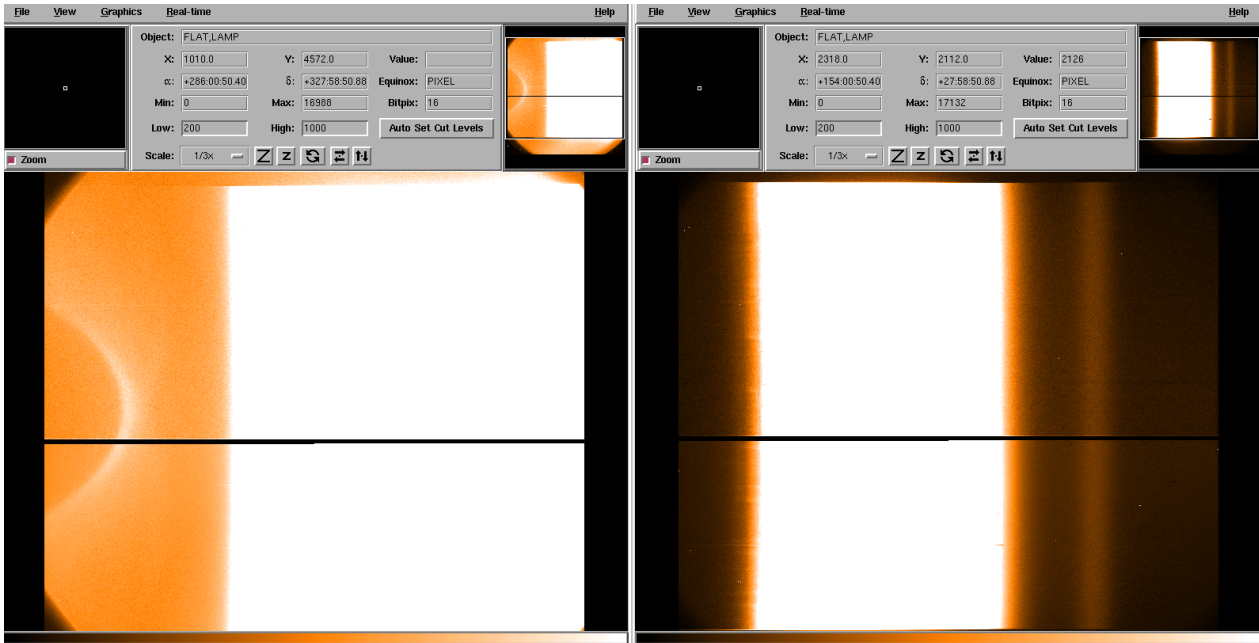 File View Graphics Real-time Help
Object: FLAT,LAMP
X: 1010.0 Y: 4572.0 Value:
α: +286:00:50.40 δ: +327:58:50.88 Equinox: PIXEL
Min: 0 Max: 16988 Bitpix: 16
Low: 200 High: 1000 Auto Set Cut Levels
Scale: 1/3x Z z
Zoom
File View Graphics Real-time Help
Object: FLAT,LAMP
X: 2318.0 Y: 2112.0 Value: 2126
α: +154:00:50.40 δ: +27:58:50.88 Equinox: PIXEL
Min: 0 Max: 17132 Bitpix: 16
Low: 200 High: 1000 Auto Set Cut Levels
Scale: 1/3x Z z
Zoom